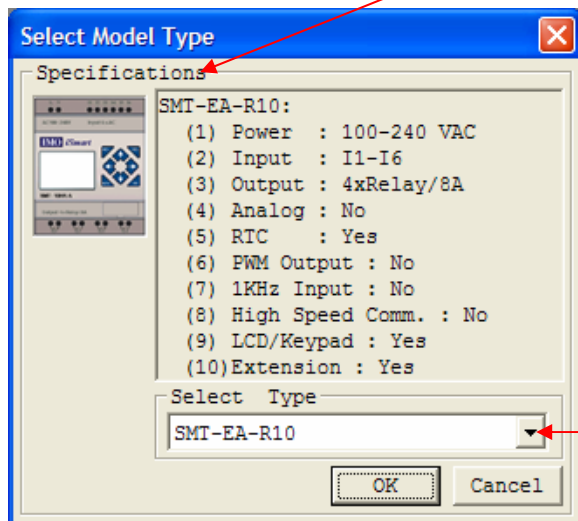 Select Model Type
Specifications
SMT-EA-R10:
(1) Power : 100-240 VAC
(2) Input : I1-I6
(3) Output : 4xRelay/8A
(4) Analog : No
(5) RTC : Yes
(6) PWM Output : No
(7) 1KHz Input : No
(8) High Speed Comm. : No
(9) LCD/Keypad : Yes
(10)Extension : Yes
IMO iSmart
Select Type
SMT-EA-R10
OK Cancel